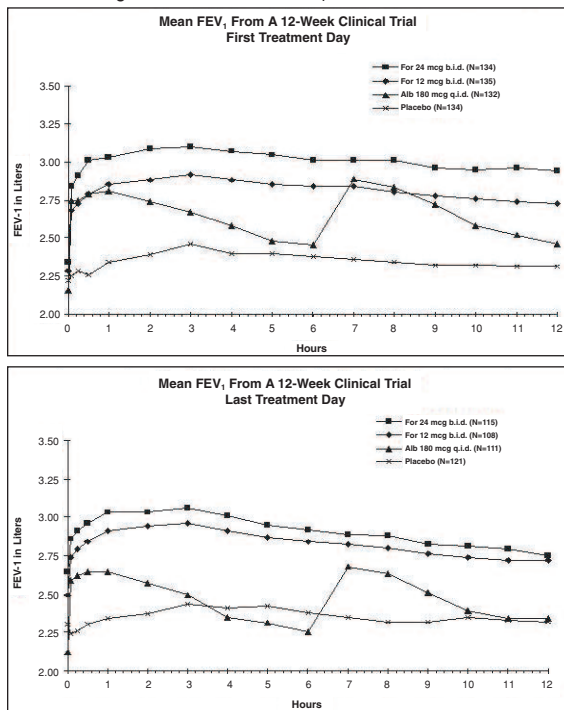 Mean FEV₁ From A 12-Week Clinical Trial
First Treatment Day
For 24 mcg b.i.d. (N=134)
For 12 mcg b.i.d. (N=135)
Alb 180 mcg q.i.d. (N=132)
Placebo (N=134)
FEV-1 in Liters
3.50
3.25
3.00
2.75
2.50
2.25
2.00
0 1 2 3 4 5 6 7 8 9 10 11 12
Hours
Mean FEV₁ From A 12-Week Clinical Trial
Last Treatment Day
For 24 mcg b.i.d. (N=115)
For 12 mcg b.i.d. (N=108)
Alb 180 mcg q.i.d. (N=111)
Placebo (N=121)
FEV-1 in Liters
3.50
3.25
3.00
2.75
2.50
2.25
2.00
0 1 2 3 4 5 6 7 8 9 10 11 12
Hours